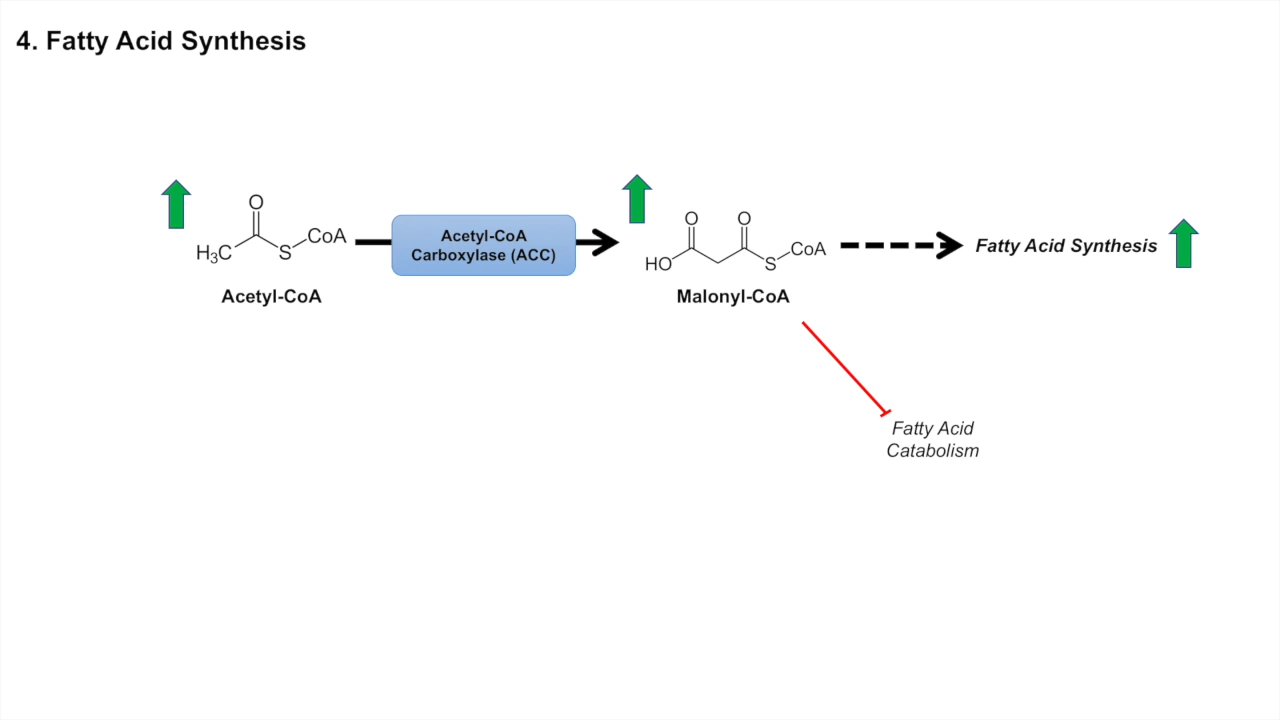 4. Fatty Acid Synthesis
O
H₃C
S
CoA
Acetyl-CoA
Acetyl-CoA
Carboxylase (ACC)
O
O
HO
S
CoA
Malonyl-CoA
Fatty Acid Synthesis
Fatty Acid
Catabolism